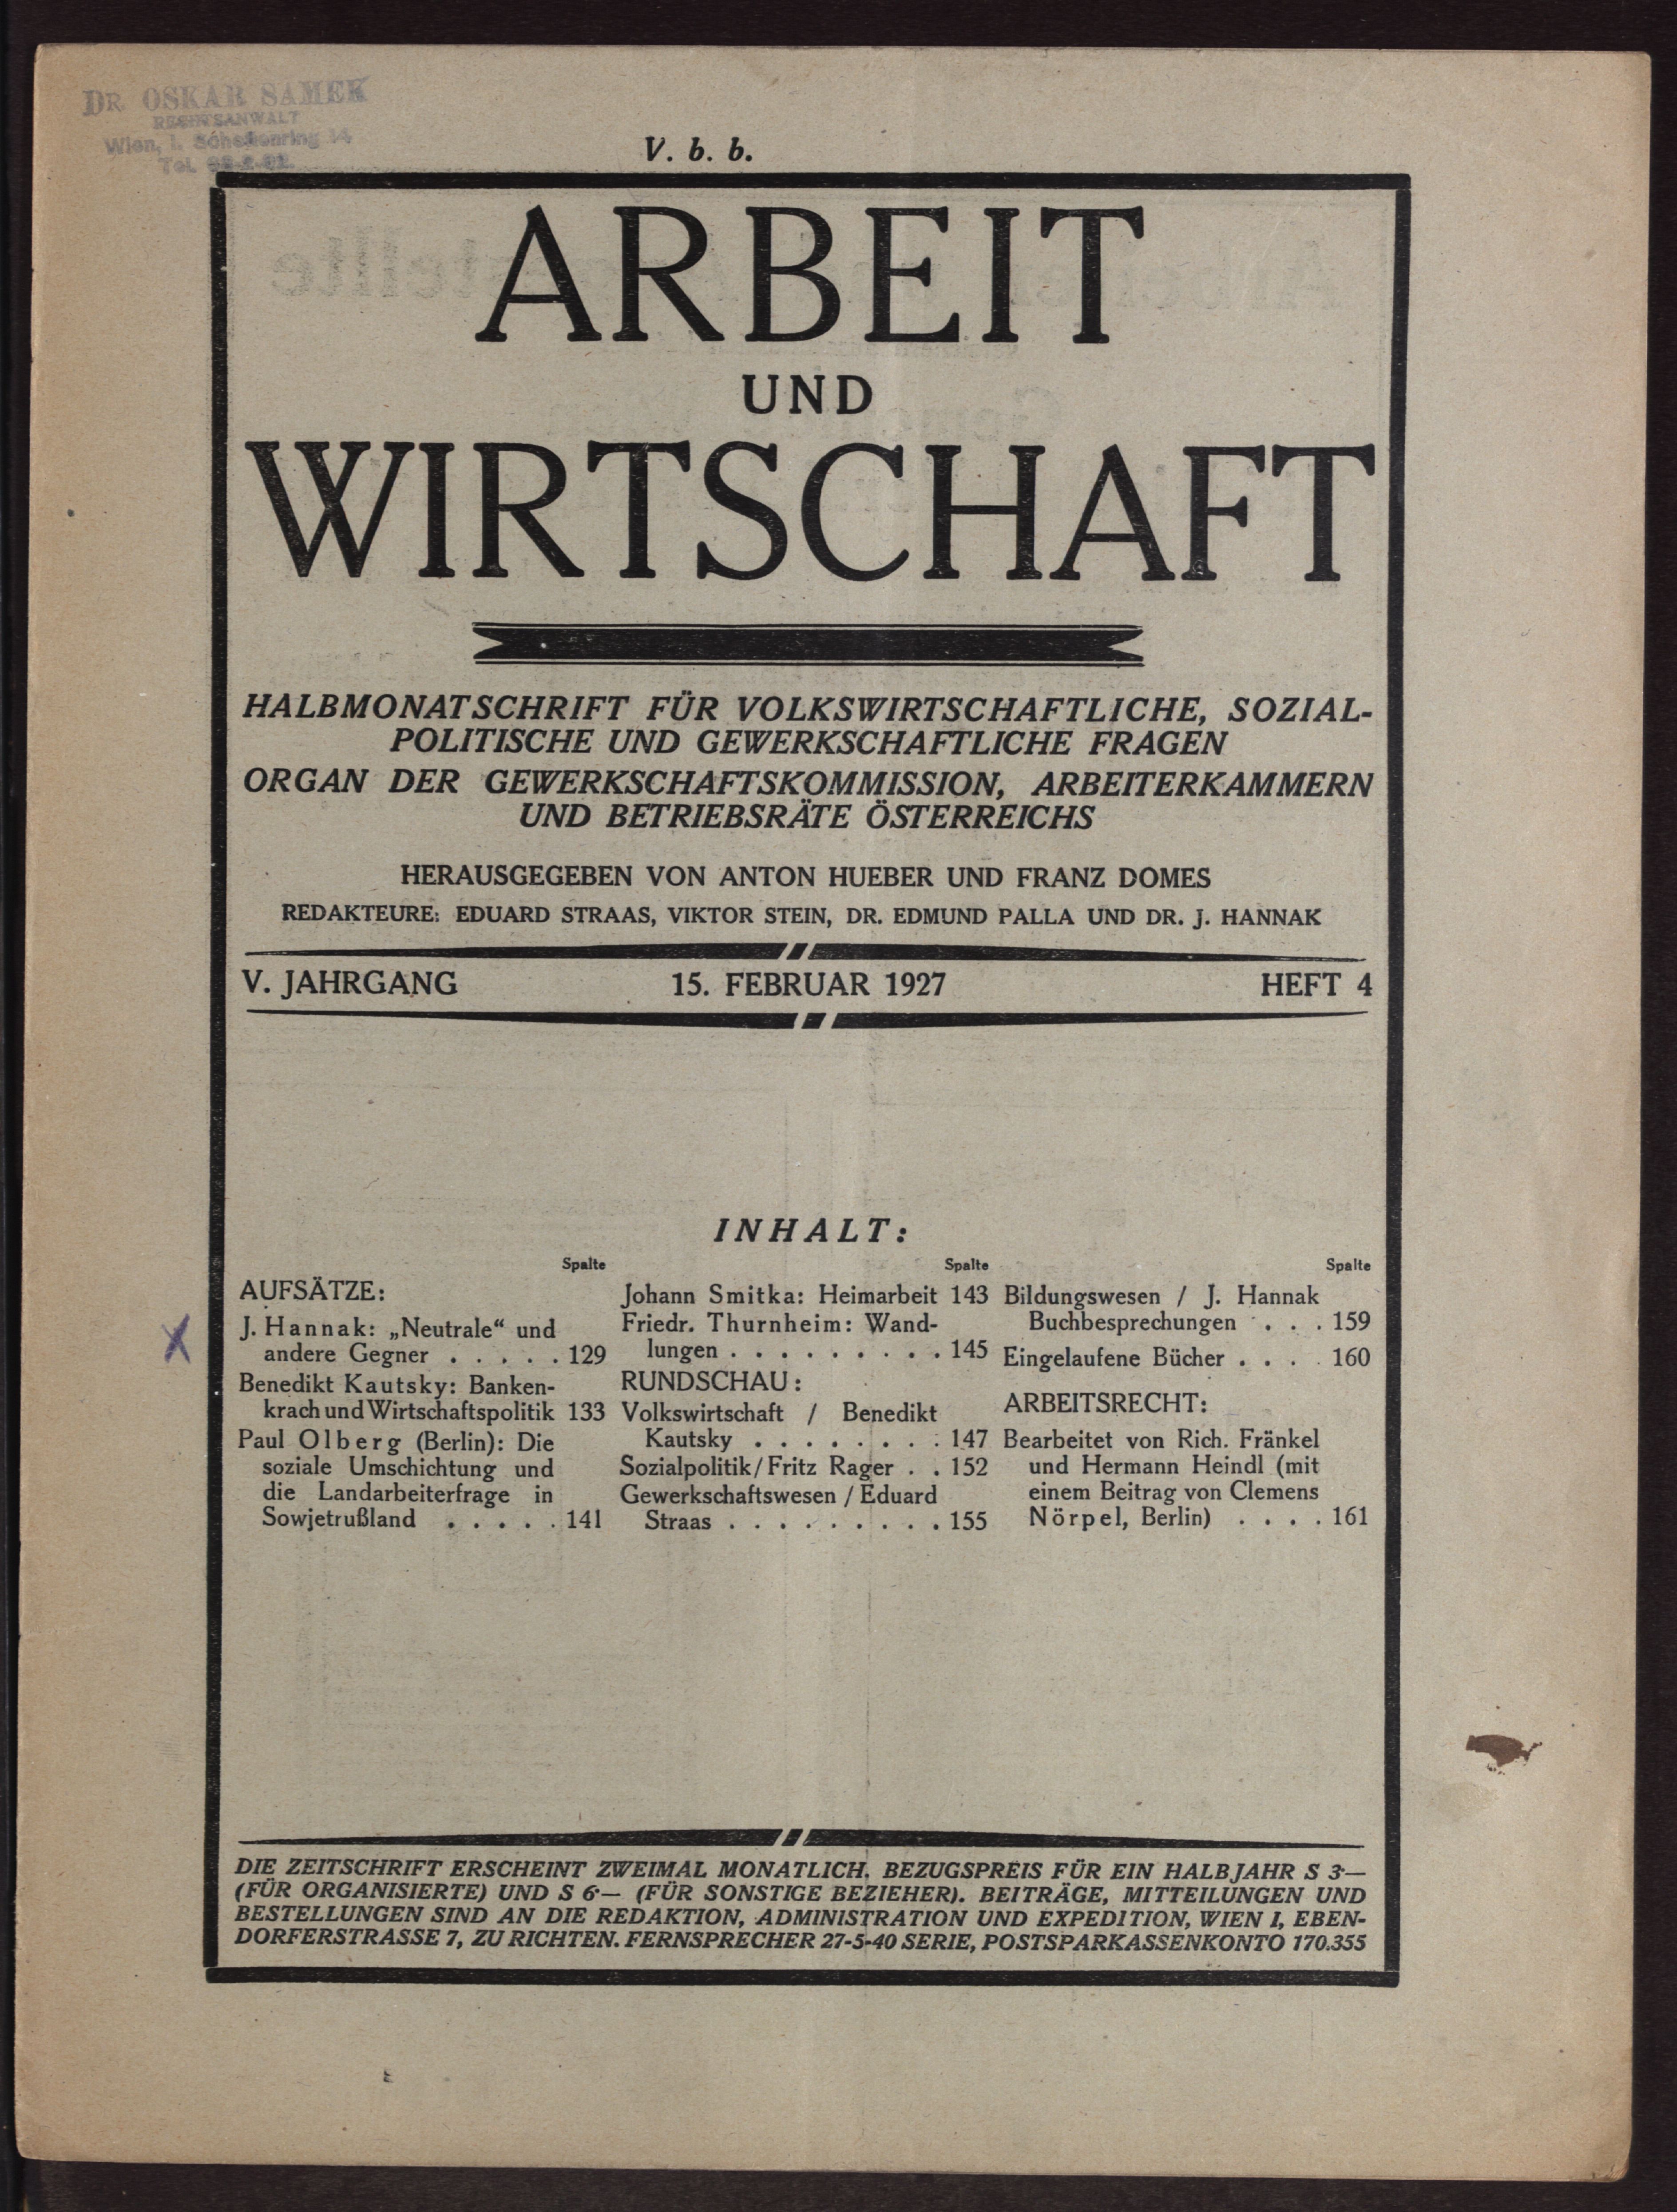 DR. OSKAR SAMEK
RECHTSANWALT
Wien, I. Schottenring 14
Tel.
V. b. b.
ARBEIT
UND
WIRTSCHAFT
HALBMONATSCHRIFT FÜR VOLKSWIRTSCHAFTLICHE, SOZIAL-
POLITISCHE UND GEWERKSCHAFTLICHE FRAGEN
ORGAN DER GEWERKSCHAFTSKOMMISSION, ARBEITERKAMMERN
UND BETRIEBSRÄTE ÖSTERREICHS
HERAUSGEGEBEN VON ANTON HUEBER UND FRANZ DOMES
REDAKTEURE: EDUARD STRAAS, VIKTOR STEIN, DR. EDMUND PALLA UND DR. J. HANNAK
V. JAHRGANG 15. FEBRUAR 1927 HEFT 4
INHALT:
Spalte
AUFSÄTZE:
J. Hannak: „Neutrale“ und
andere Gegner . . . . . 129
Benedikt Kautsky: Banken-
krach und Wirtschaftspolitik 133
Paul Olberg (Berlin): Die
soziale Umschichtung und
die Landarbeiterfrage in
Sowjetrußland . . . . . 141
Spalte
Johann Smitka: Heimarbeit 143
Friedr. Thurnheim: Wand-
lungen . . . . . . . . . 145
RUNDSCHAU:
Volkswirtschaft / Benedikt
Kautsky . . . . . . . . 147
Sozialpolitik / Fritz Rager . . 152
Gewerkschaftswesen / Eduard
Straas . . . . . . . . . 155
Spalte
Bildungswesen / J. Hannak
Buchbesprechungen . . . 159
Eingelaufene Bücher . . . . 160
ARBEITSRECHT:
Bearbeitet von Rich. Fränkel
und Hermann Heindl (mit
einem Beitrag von Clemens
Nörpel, Berlin) . . . . 161
DIE ZEITSCHRIFT ERSCHEINT ZWEIMAL MONATLICH. BEZUGSPREIS FÜR EIN HALBJAHR S 3·—
(FÜR ORGANISIERTE) UND S 6·— (FÜR SONSTIGE BEZIEHER). BEITRÄGE, MITTEILUNGEN UND
BESTELLUNGEN SIND AN DIE REDAKTION, ADMINISTRATION UND EXPEDITION, WIEN I, EBEN-
DORFERSTRASSE 7, ZU RICHTEN. FERNSPRECHER 27-5-40 SERIE, POSTSPARKASSENKONTO 170.355